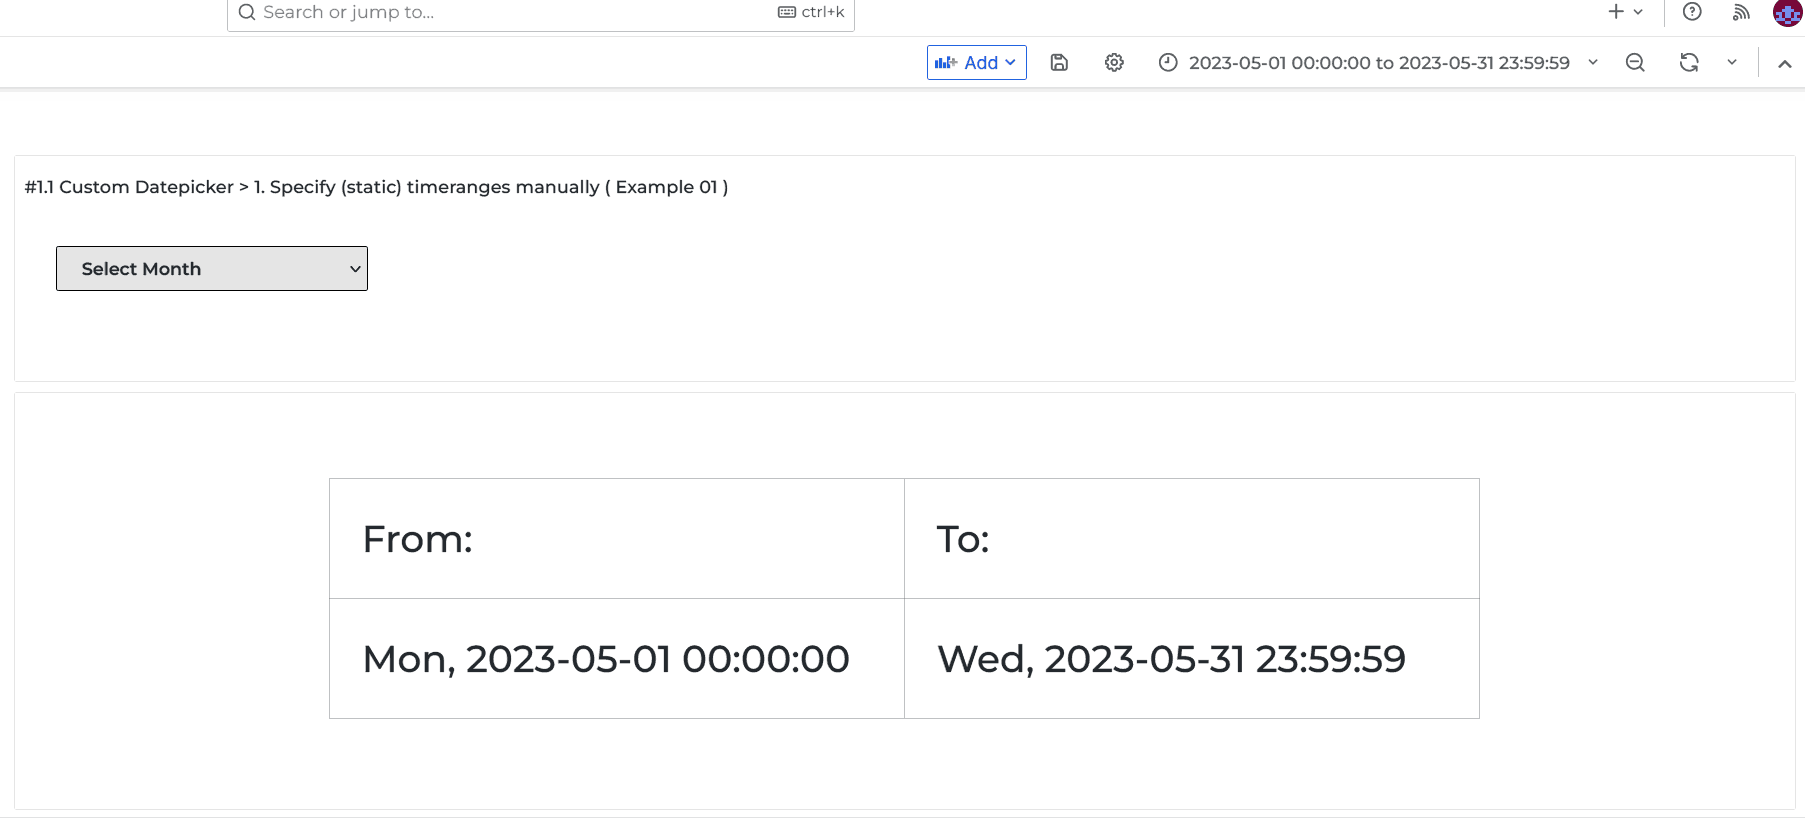 Search or jump to... ctrl+k
Add 2023-05-01 00:00:00 to 2023-05-31 23:59:59
#1.1 Custom Datepicker > 1. Specify (static) timeranges manually ( Example 01 )
Select Month
From: To:
Mon, 2023-05-01 00:00:00 Wed, 2023-05-31 23:59:59